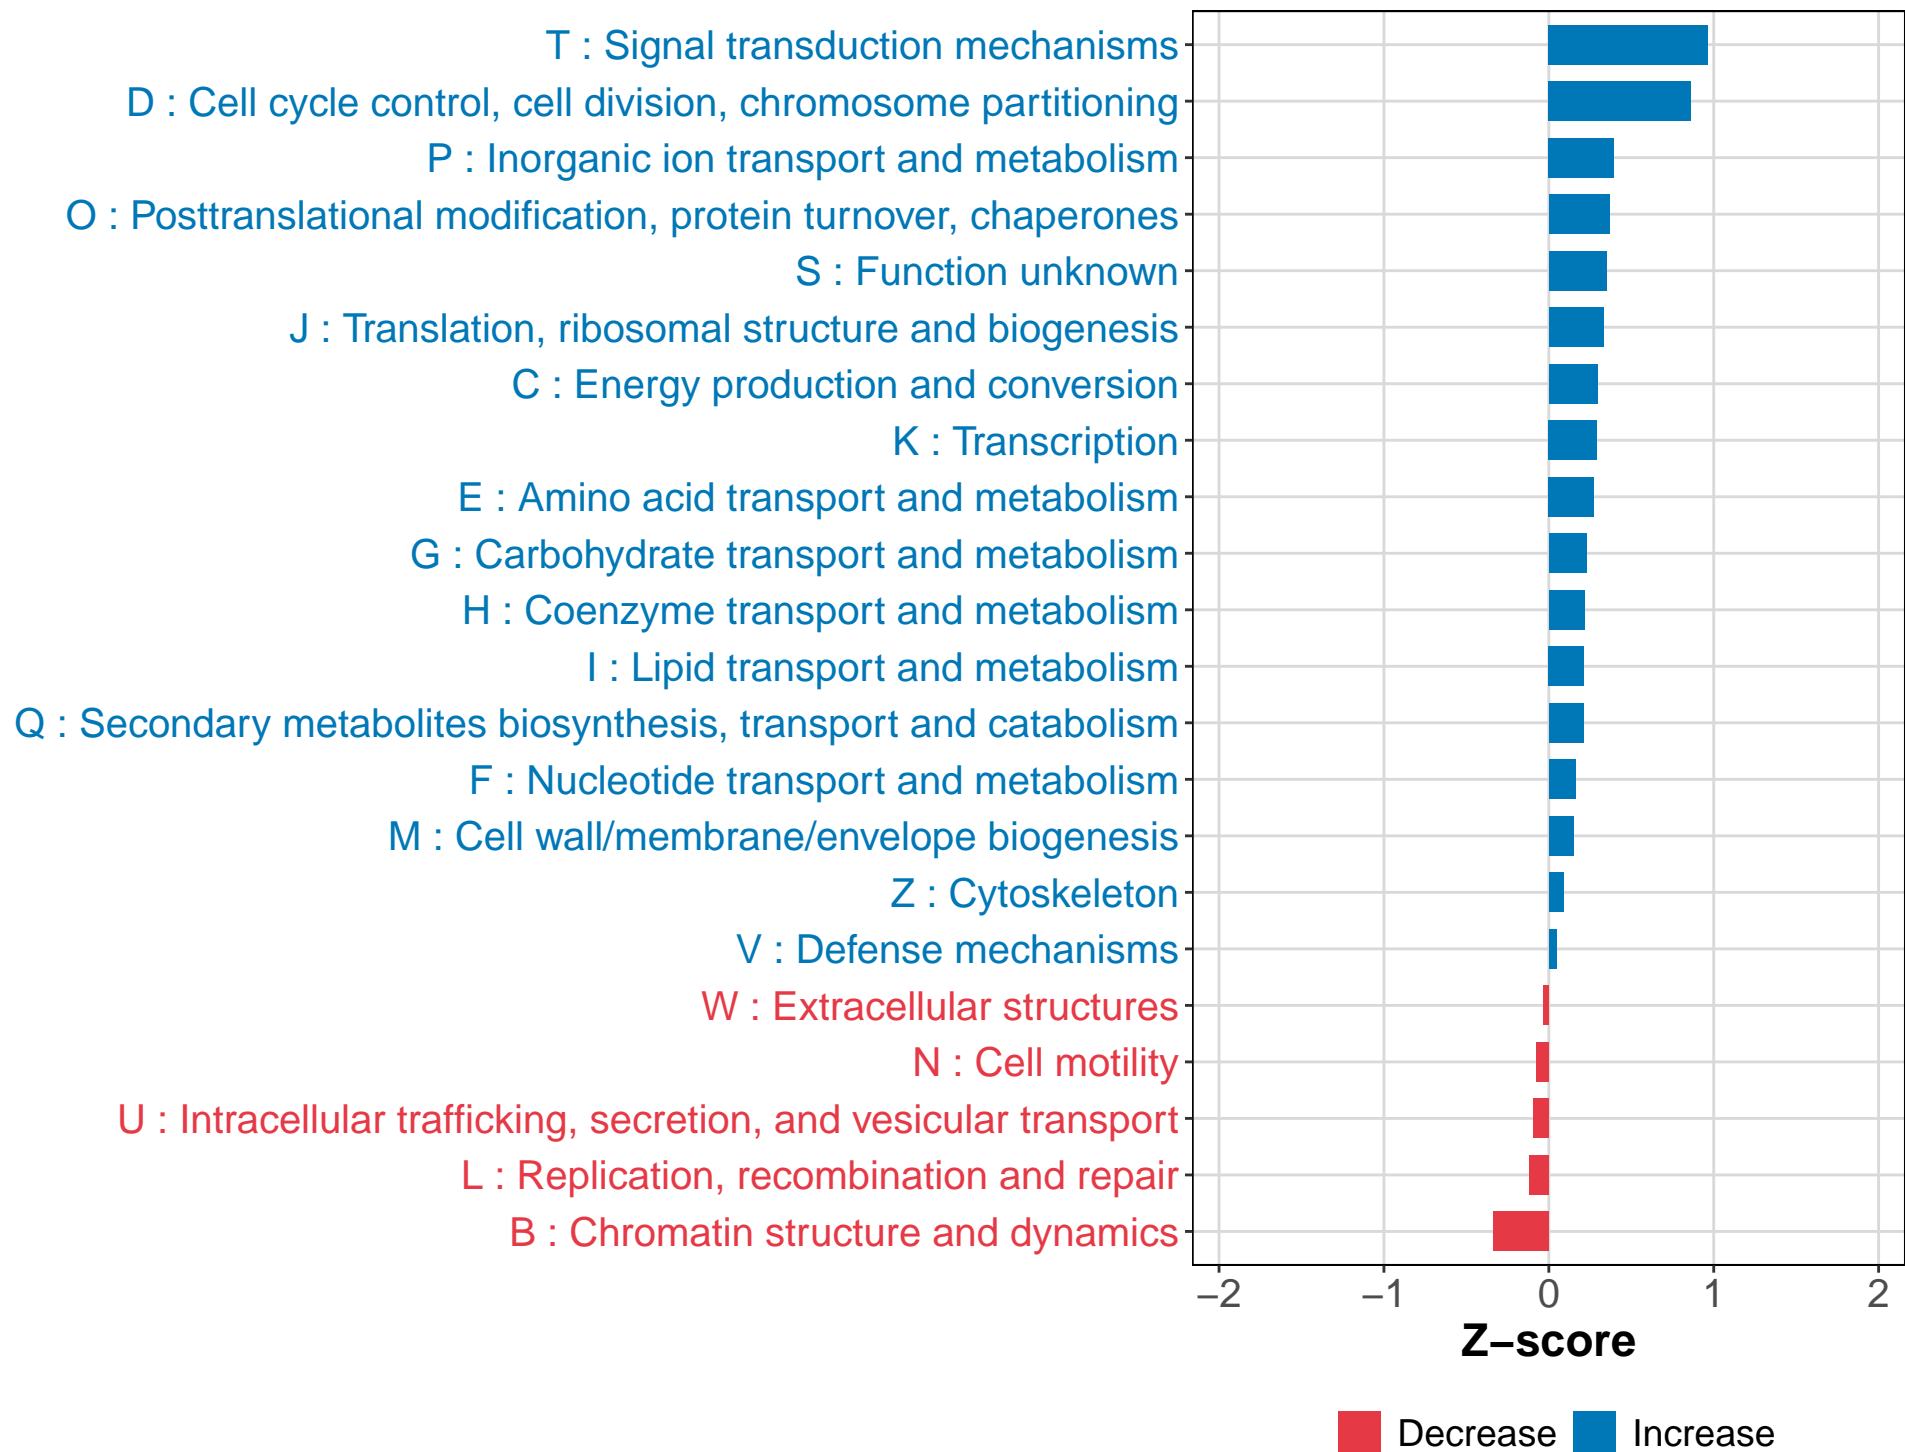 T : Signal transduction mechanisms
D : Cell cycle control, cell division, chromosome partitioning
P : Inorganic ion transport and metabolism
O : Posttranslational modification, protein turnover, chaperones
S : Function unknown
J : Translation, ribosomal structure and biogenesis
C : Energy production and conversion
K : Transcription
E : Amino acid transport and metabolism
G : Carbohydrate transport and metabolism
H : Coenzyme transport and metabolism
I : Lipid transport and metabolism
Q : Secondary metabolites biosynthesis, transport and catabolism
F : Nucleotide transport and metabolism
M : Cell wall/membrane/envelope biogenesis
Z : Cytoskeleton
V : Defense mechanisms
W : Extracellular structures
N : Cell motility
U : Intracellular trafficking, secretion, and vesicular transport
L : Replication, recombination and repair
B : Chromatin structure and dynamics
−2 −1 0 1 2
Z−score
Decrease Increase